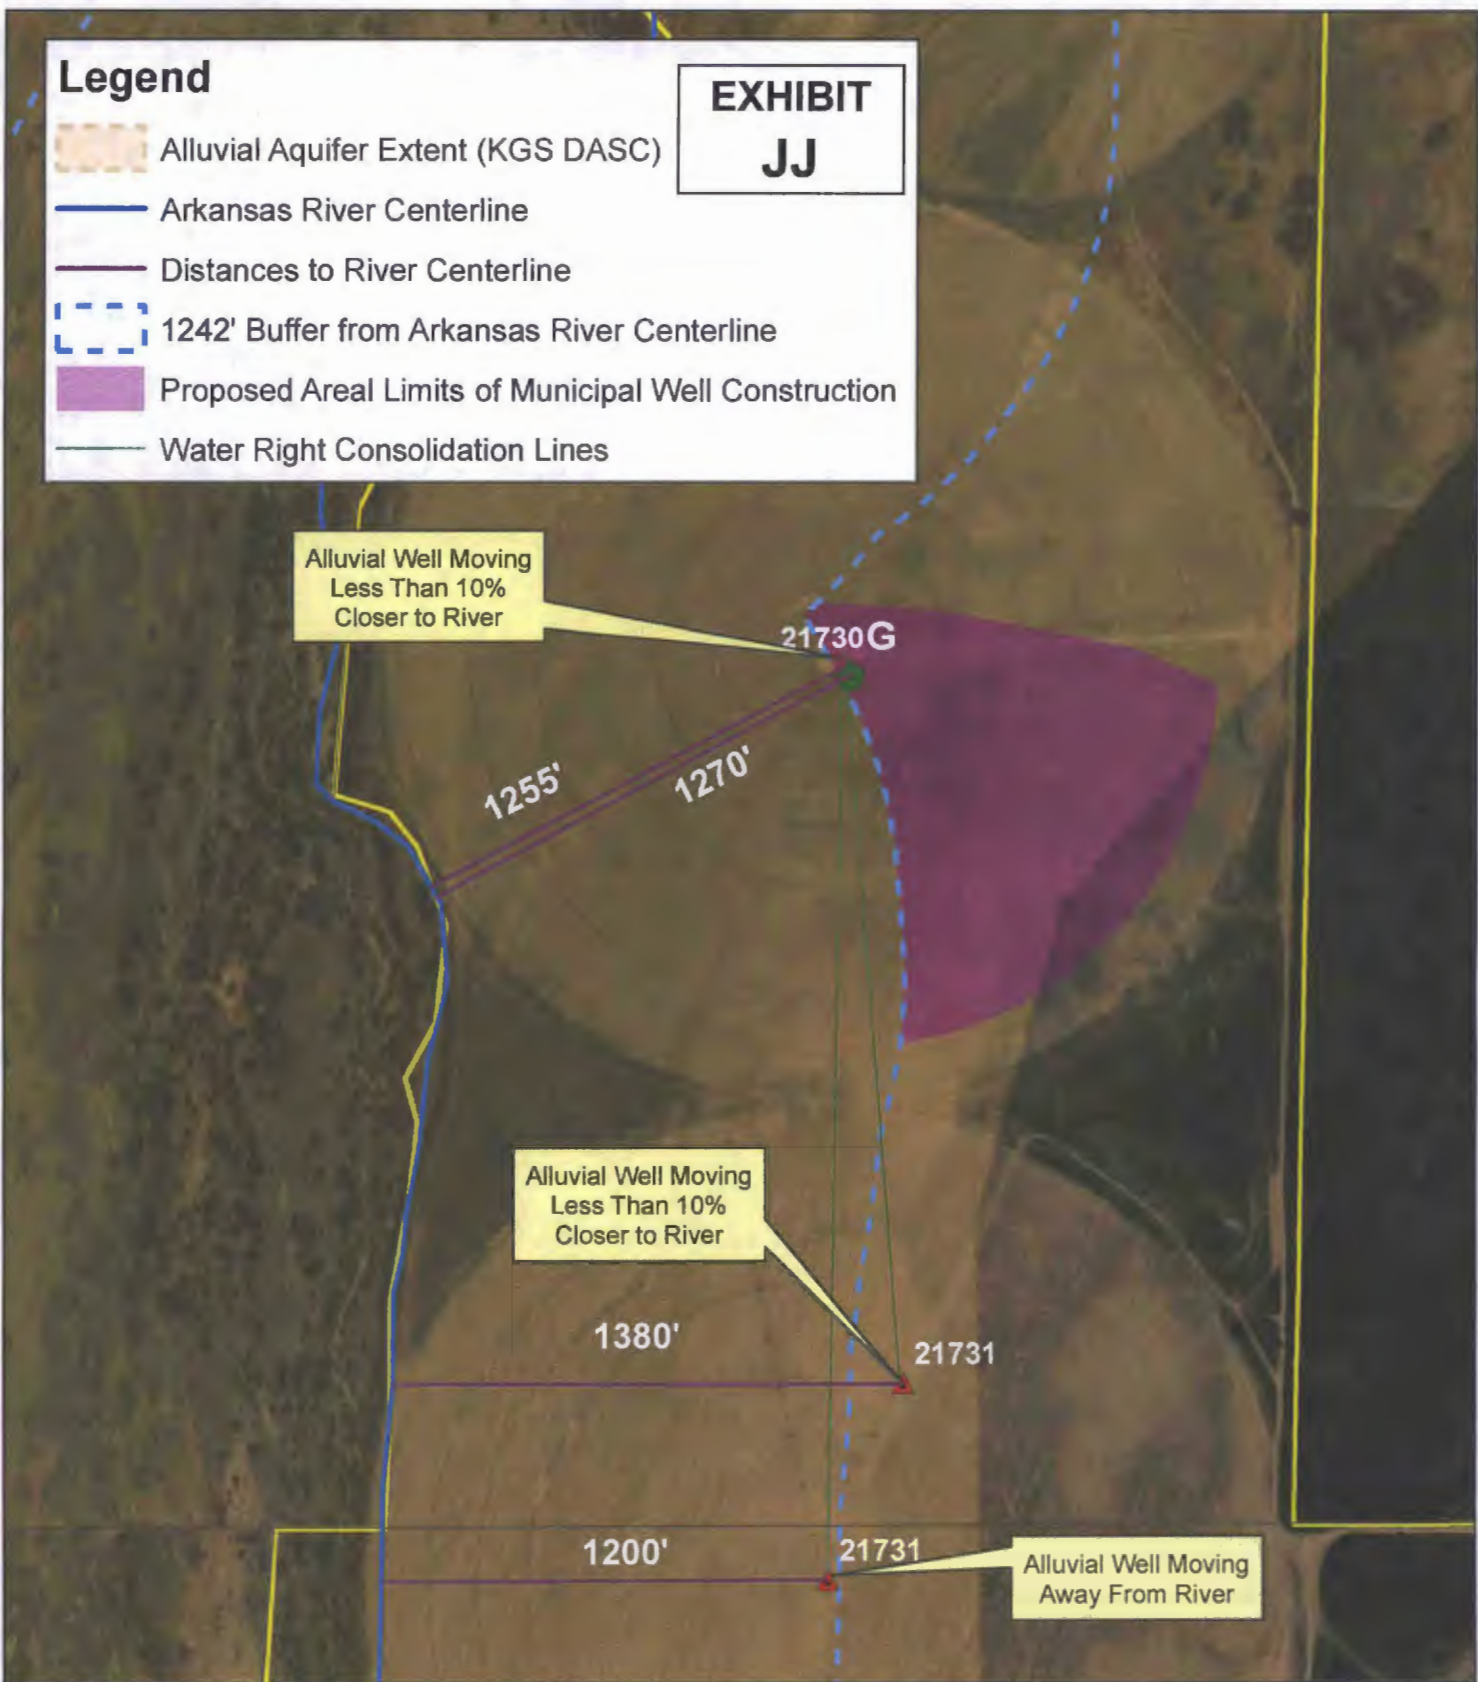 Legend
EXHIBIT
JJ
Alluvial Aquifer Extent (KGS DASC)
Arkansas River Centerline
Distances to River Centerline
1242' Buffer from Arkansas River Centerline
Proposed Areal Limits of Municipal Well Construction
Water Right Consolidation Lines
Alluvial Well Moving
Less Than 10%
Closer to River
21730G
1255'
1270'
Alluvial Well Moving
Less Than 10%
Closer to River
1380'
21731
1200'
21731
Alluvial Well Moving
Away From River